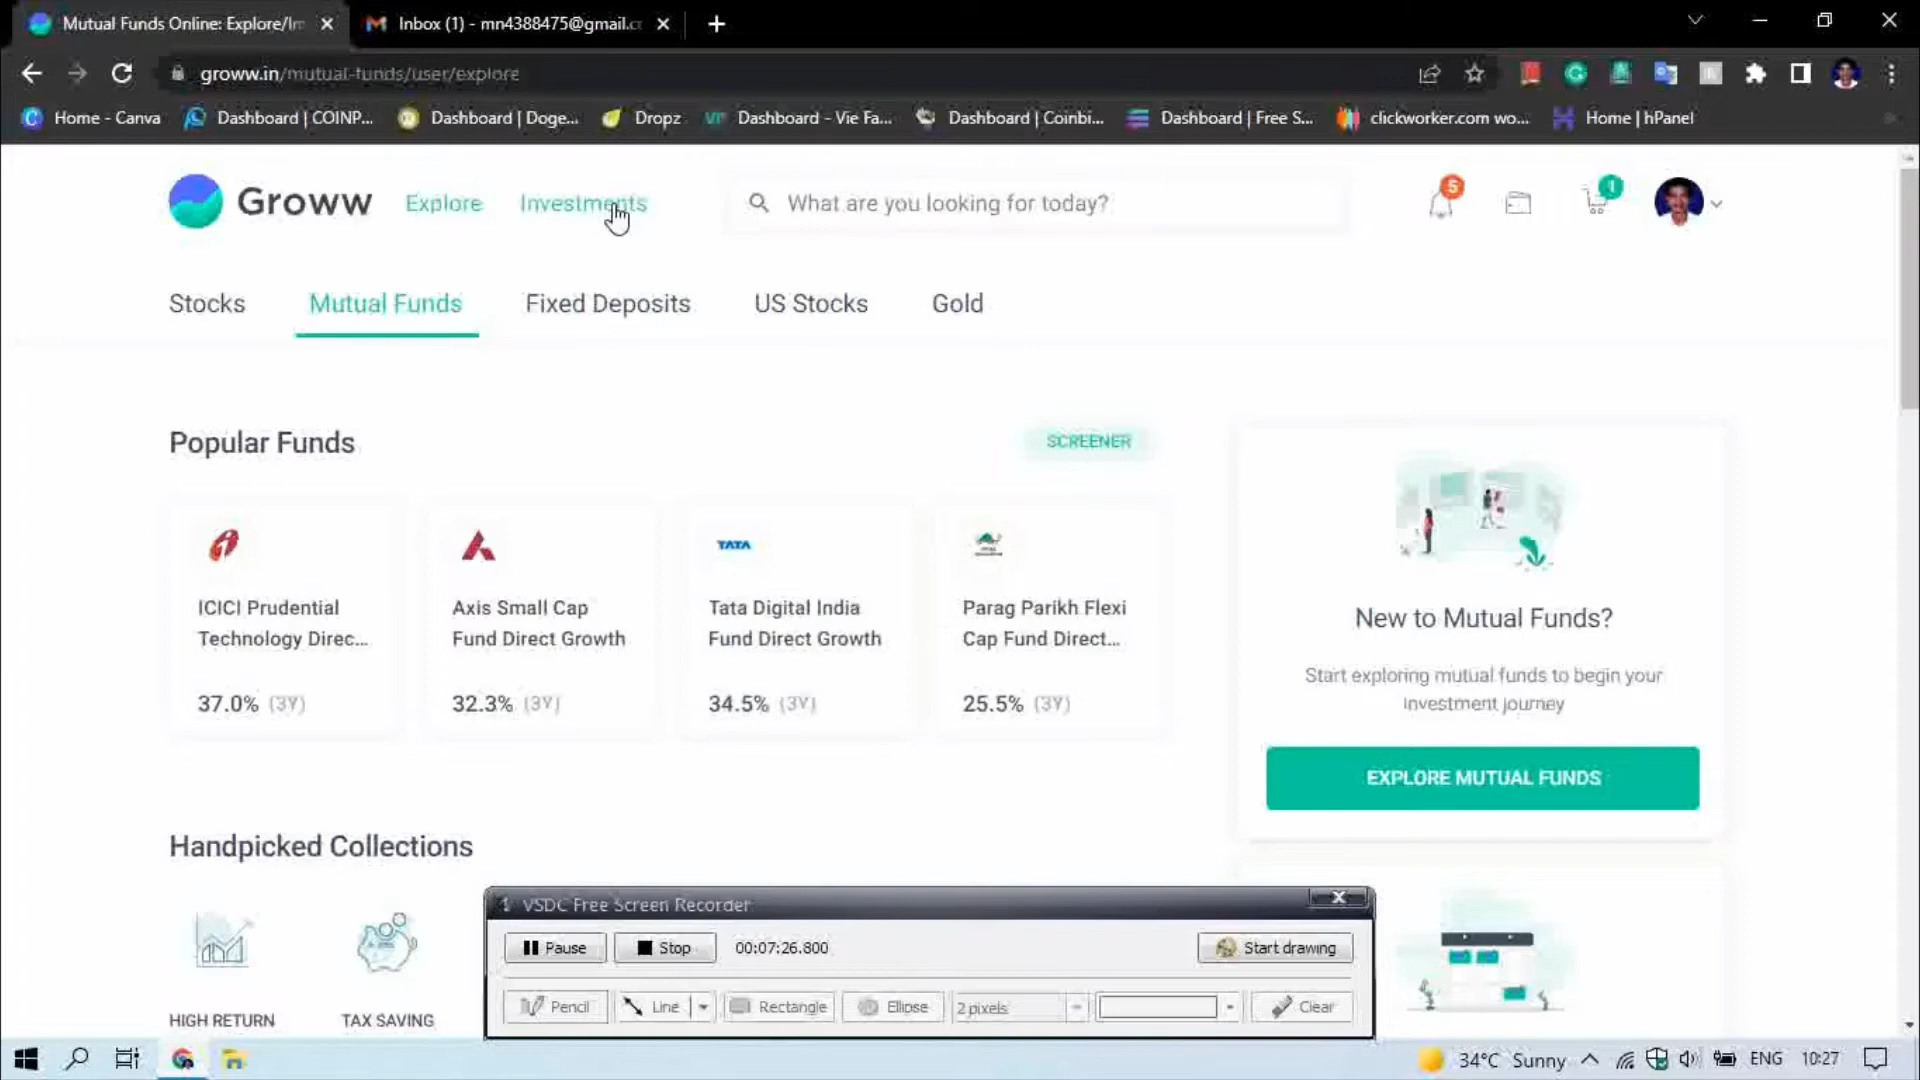 Mutual Funds Online: Explore/In
Inbox (1) - mn4388475@gmail.c
groww.in/mutual-funds/user/explore
Home - Canva
Dashboard | COINP...
Dashboard | Doge...
Dropz
Dashboard - Vie Fa...
Dashboard | Coinbi...
Dashboard | Free S...
clickworker.com wo...
Home | hPanel
Groww
Explore
Investments
What are you looking for today?
5
1
Stocks
Mutual Funds
Fixed Deposits
US Stocks
Gold
Popular Funds
SCREENER
TATA
ICICI Prudential
Technology Direc...
37.0% (3Y)
Axis Small Cap
Fund Direct Growth
32.3% (3Y)
Tata Digital India
Fund Direct Growth
34.5% (3Y)
Parag Parikh Flexi
Cap Fund Direct...
25.5% (3Y)
New to Mutual Funds?
Start exploring mutual funds to begin your
investment journey
EXPLORE MUTUAL FUNDS
Handpicked Collections
HIGH RETURN
TAX SAVING
VSDC Free Screen Recorder
Pause
Stop
00:07:26.800
Start drawing
Pencil
Line
Rectangle
Ellipse
2 pixels
Clear
34°C Sunny
ENG
10:27